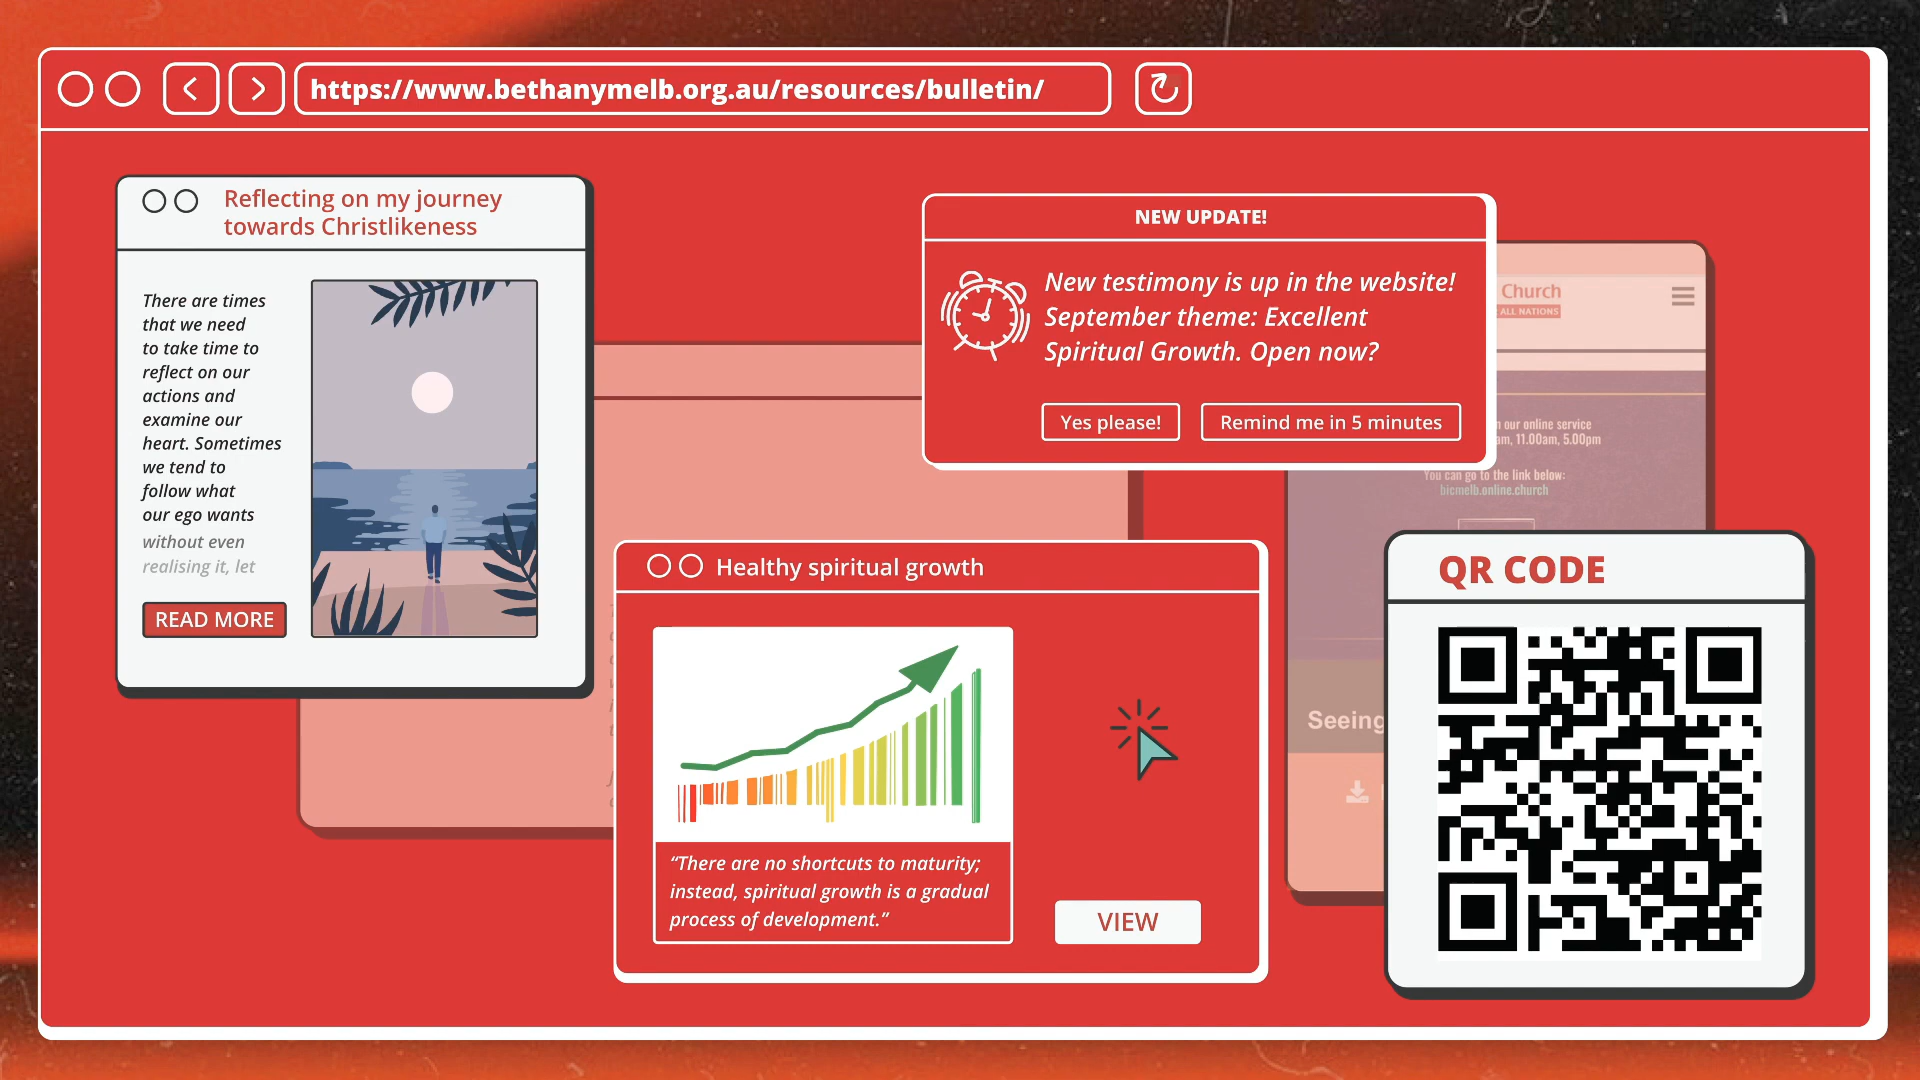 https://www.bethanymelb.org.au/resources/bulletin/
Reflecting on my journey
towards Christlikeness
There are times
that we need
to take time to
reflect on our
actions and
examine our
heart. Sometimes
we tend to
follow what
our ego wants
without even
realising it, let
READ MORE
NEW UPDATE!
New testimony is up in the website!
September theme: Excellent
Spiritual Growth. Open now?
Yes please!
Remind me in 5 minutes
Church
ALL NATIONS
our online service
11.00am, 5.00pm
You can go to the link below:
bicmelb.online.church
Seeing
Healthy spiritual growth
“There are no shortcuts to maturity;
instead, spiritual growth is a gradual
process of development.”
VIEW
QR CODE